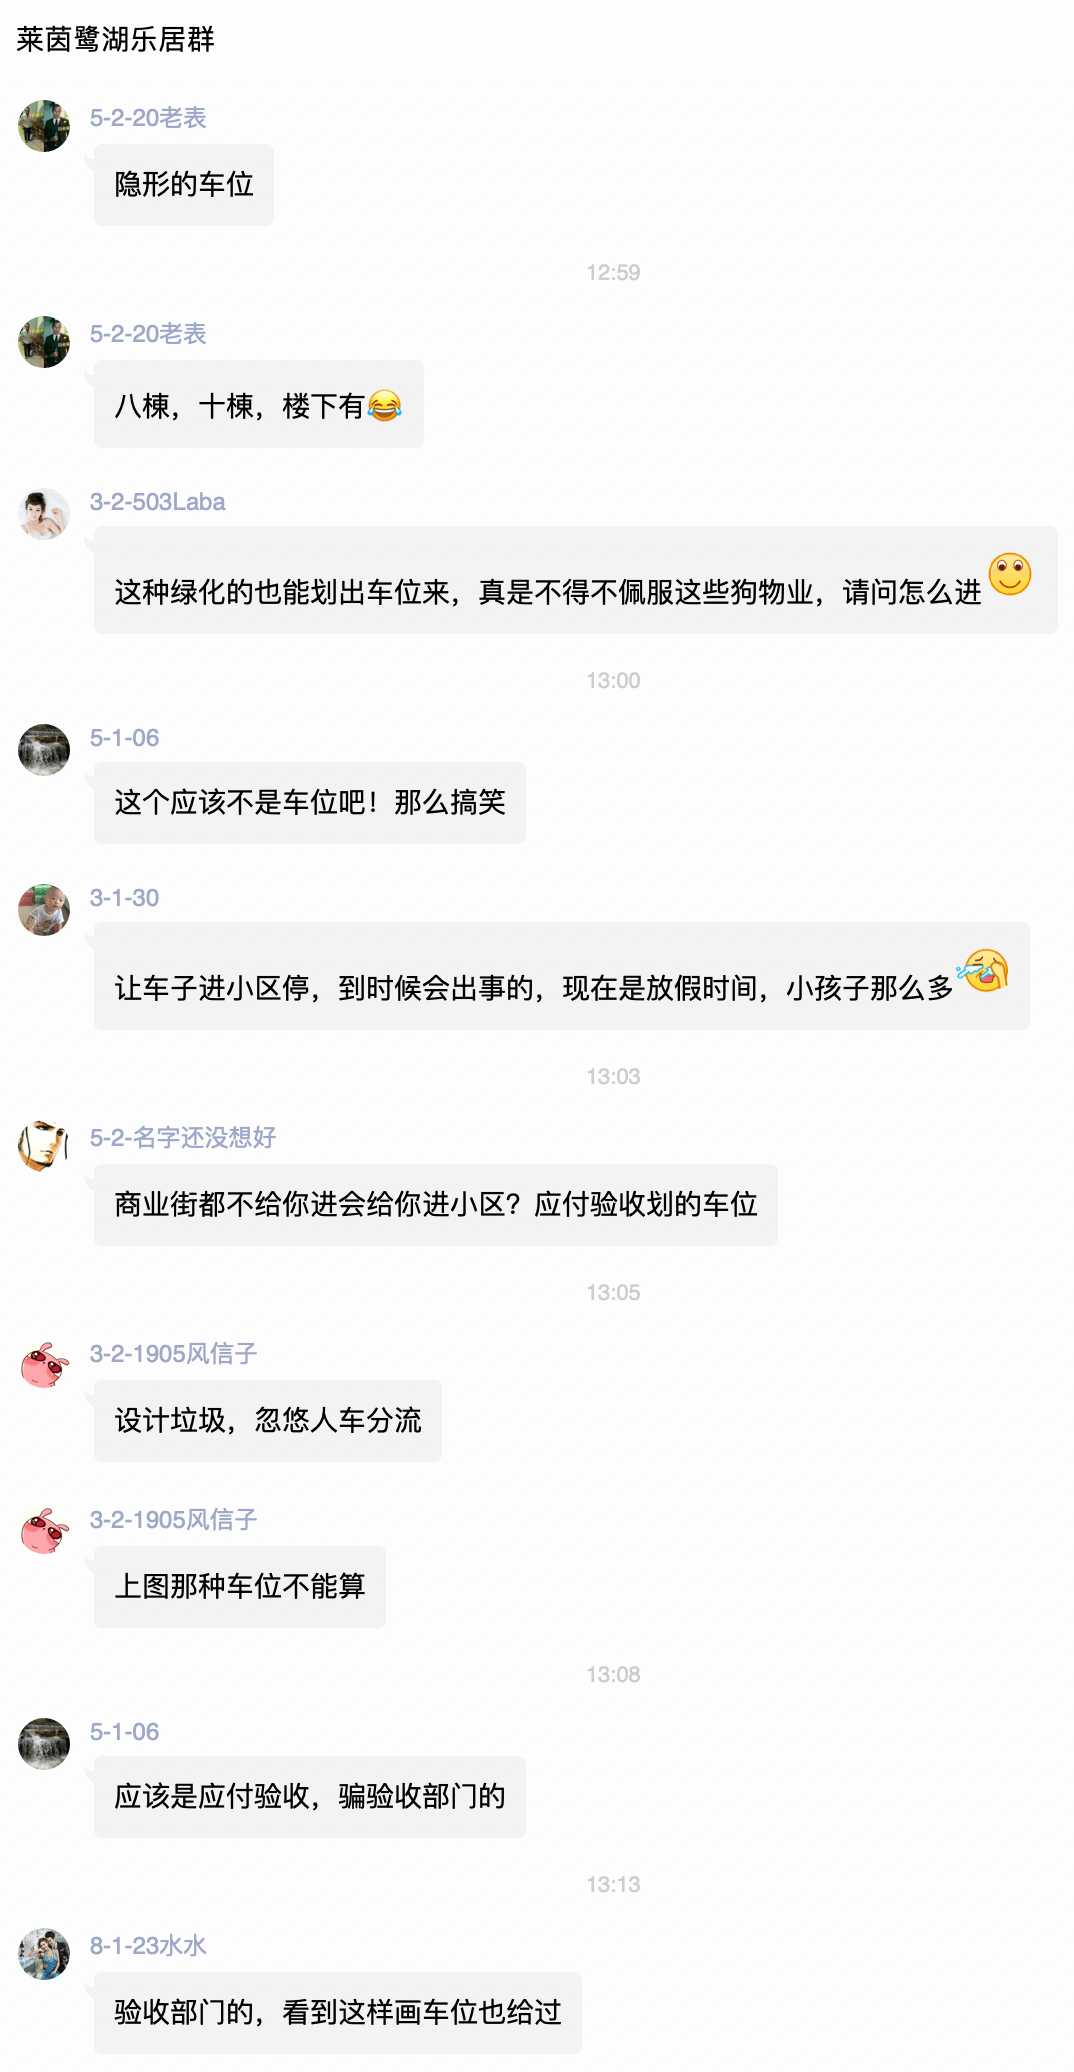 莱茵鹭湖乐居群
5-2-20老表
隐形的车位
12:59
5-2-20老表
八棟，十棟，楼下有😂
3-2-503Laba
这种绿化的也能划出车位来，真是不得不佩服这些狗物业，请问怎么进
13:00
5-1-06
这个应该不是车位吧！那么搞笑
3-1-30
让车子进小区停，到时候会出事的，现在是放假时间，小孩子那么多
13:03
5-2-名字还没想好
商业街都不给你进会给你进小区？应付验收划的车位
13:05
3-2-1905风信子
设计垃圾，忽悠人车分流
3-2-1905风信子
上图那种车位不能算
13:08
5-1-06
应该是应付验收，骗验收部门的
13:13
8-1-23水水
验收部门的，看到这样画车位也给过